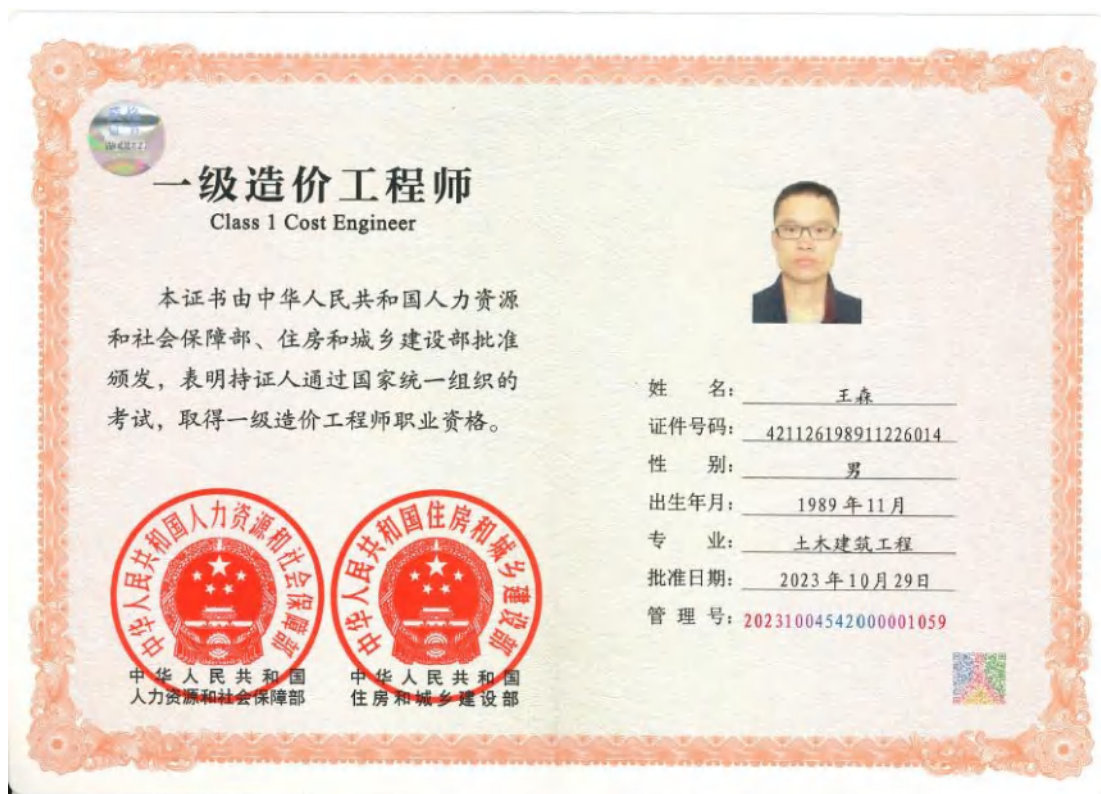 一级造价工程师
Class 1 Cost Engineer
本证书由中华人民共和国人力资源
和社会保障部、住房和城乡建设部批准
颁发，表明持证人通过国家统一组织的
考试，取得一级造价工程师职业资格。
中华人民共和国人力资源和社会保障部
中华人民共和国住房和城乡建设部
中华人民共和国
人力资源和社会保障部
中华人民共和国
住房和城乡建设部
姓 名： 王森
证件号码： 421126198911226014
性 别： 男
出生年月： 1989年11月
专 业： 土木建筑工程
批准日期： 2023年10月29日
管 理 号： 20231004542000001059